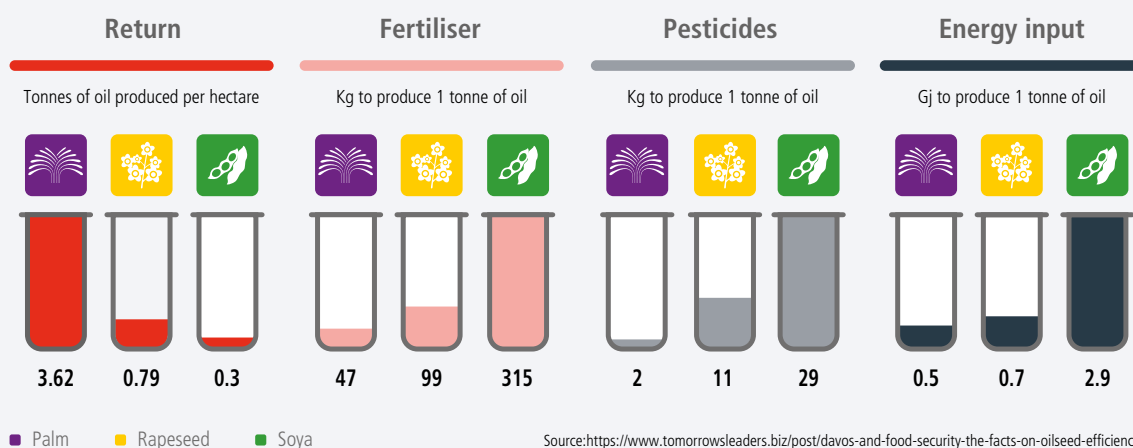 Return
Fertiliser
Pesticides
Energy input
Tonnes of oil produced per hectare
Kg to produce 1 tonne of oil
Kg to produce 1 tonne of oil
Gj to produce 1 tonne of oil
3.62 0.79 0.3
47 99 315
2 11 29
0.5 0.7 2.9
Palm Rapeseed Soya
Source:https://www.tomorrowsleaders.biz/post/davos-and-food-security-the-facts-on-oilseed-efficienc